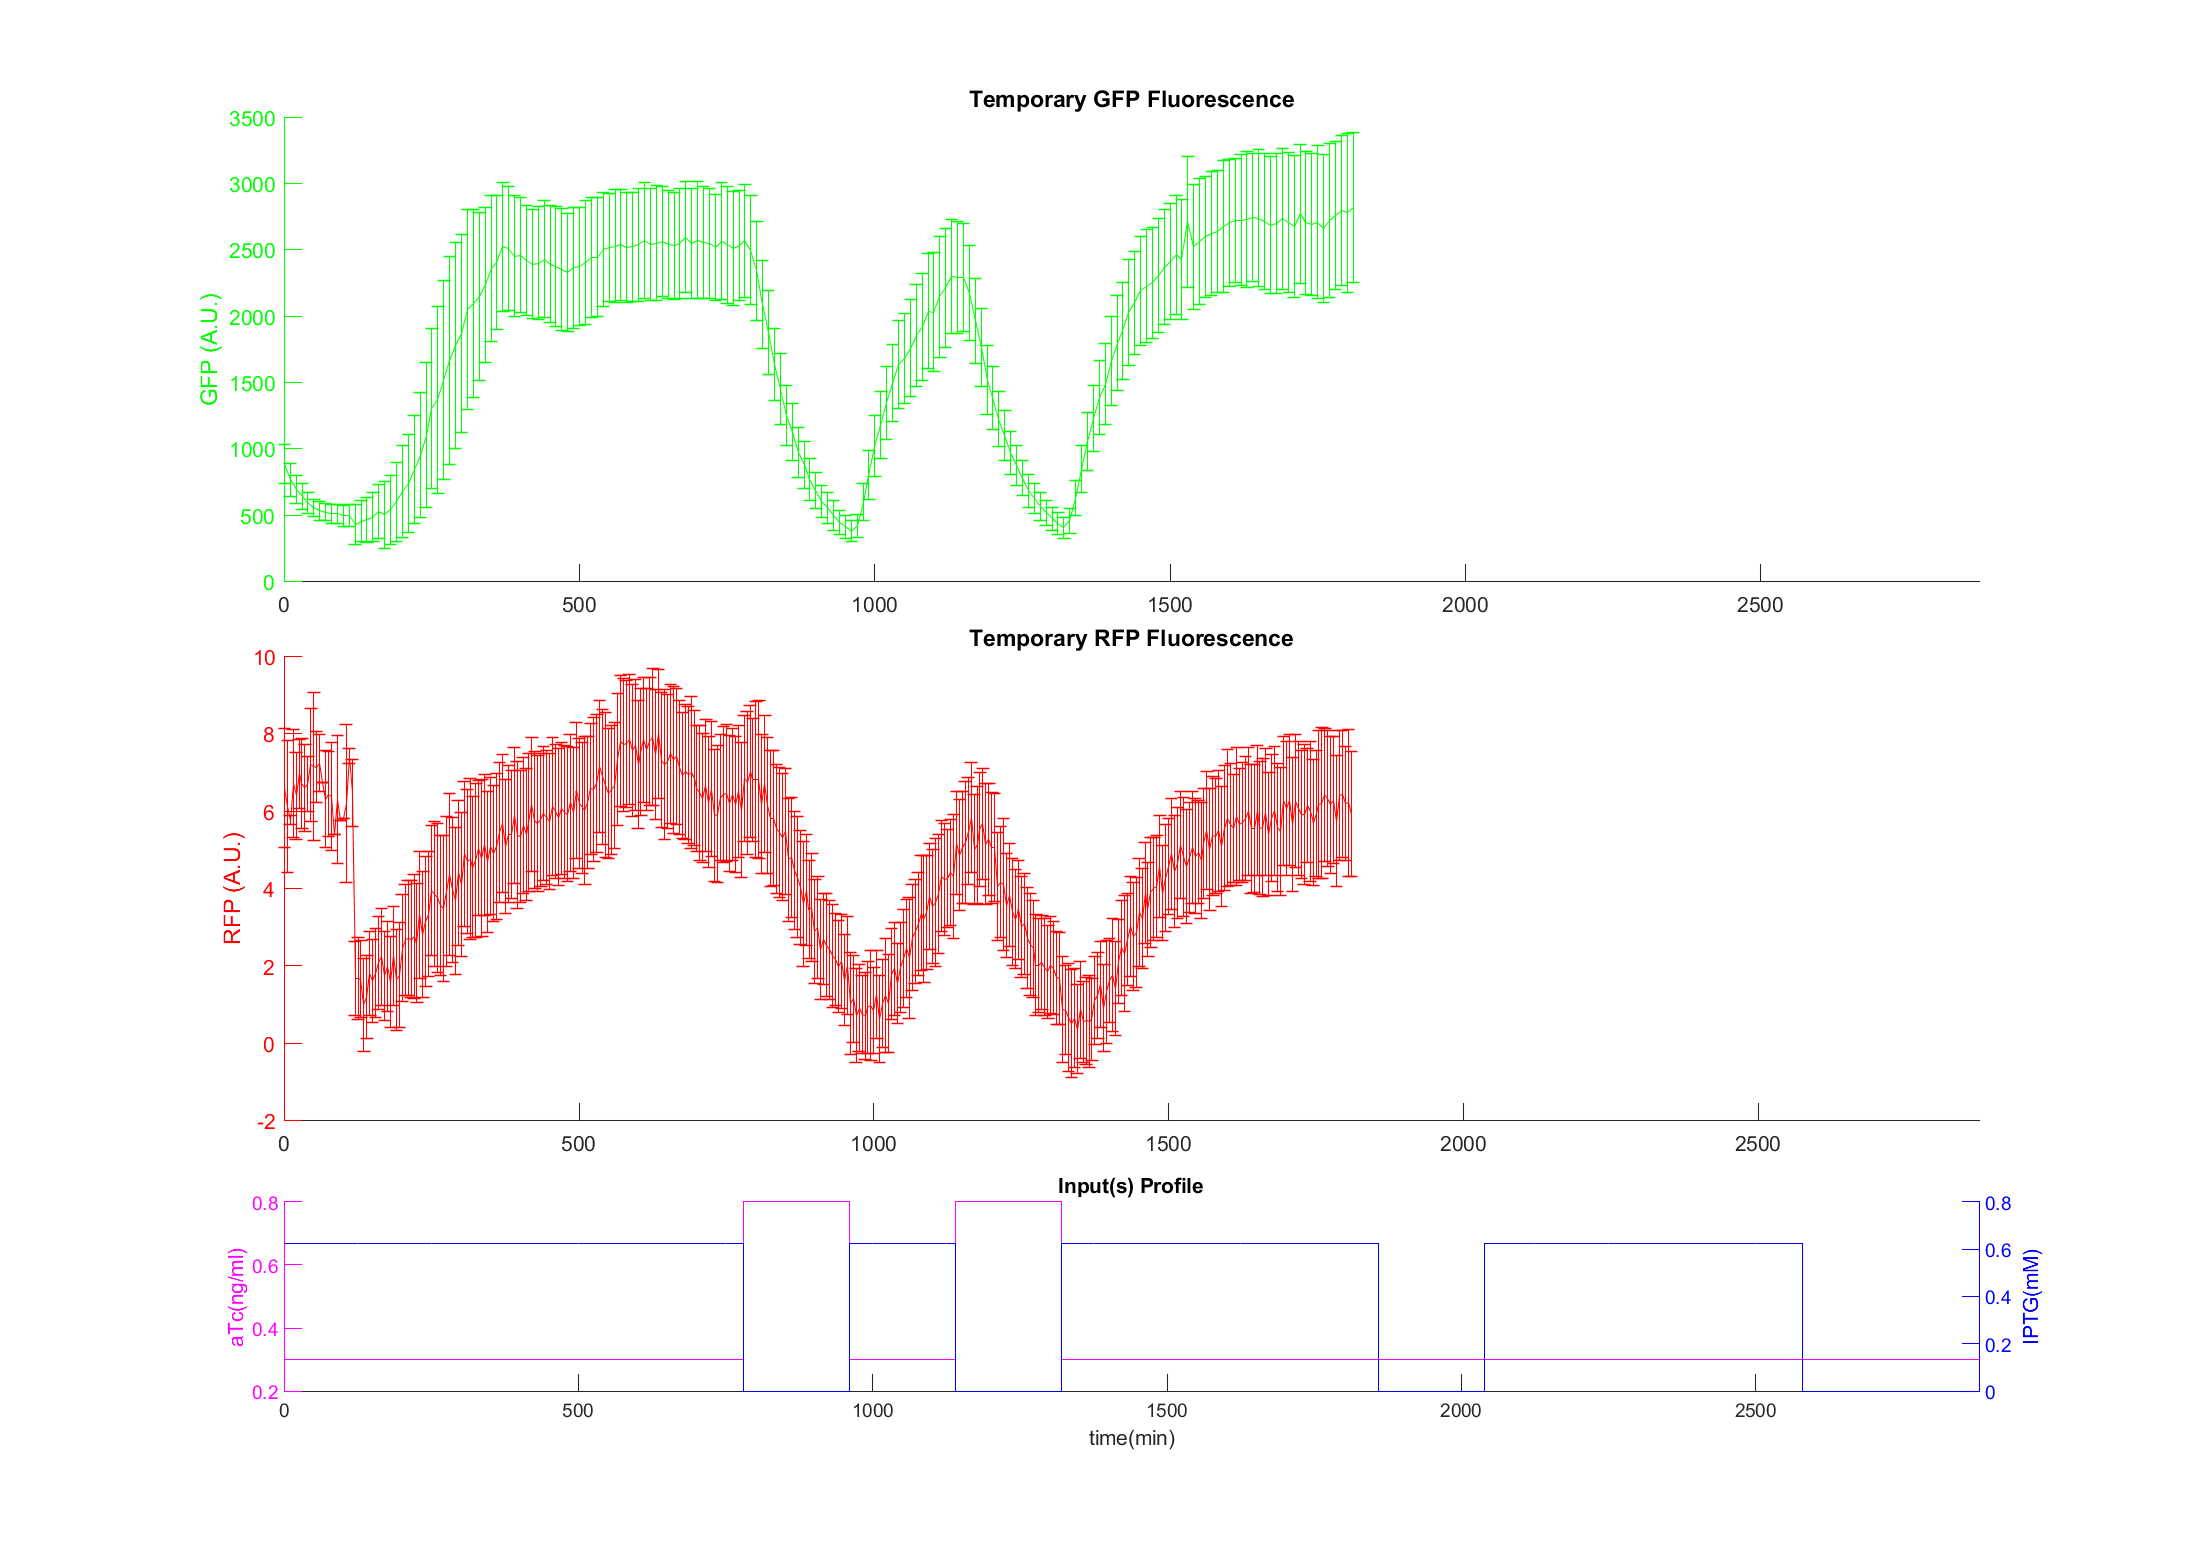 Temporary GFP Fluorescence
3500
3000
2500
2000
1500
1000
500
0
GFP (A.U.)
0 500 1000 1500 2000 2500
Temporary RFP Fluorescence
10
8
6
4
2
0
-2
RFP (A.U.)
0 500 1000 1500 2000 2500
Input(s) Profile
0.8
0.6
0.4
0.2
aTc(ng/ml)
0.8
0.6
0.4
0.2
0
IPTG(mM)
0 500 1000 1500 2000 2500
time(min)